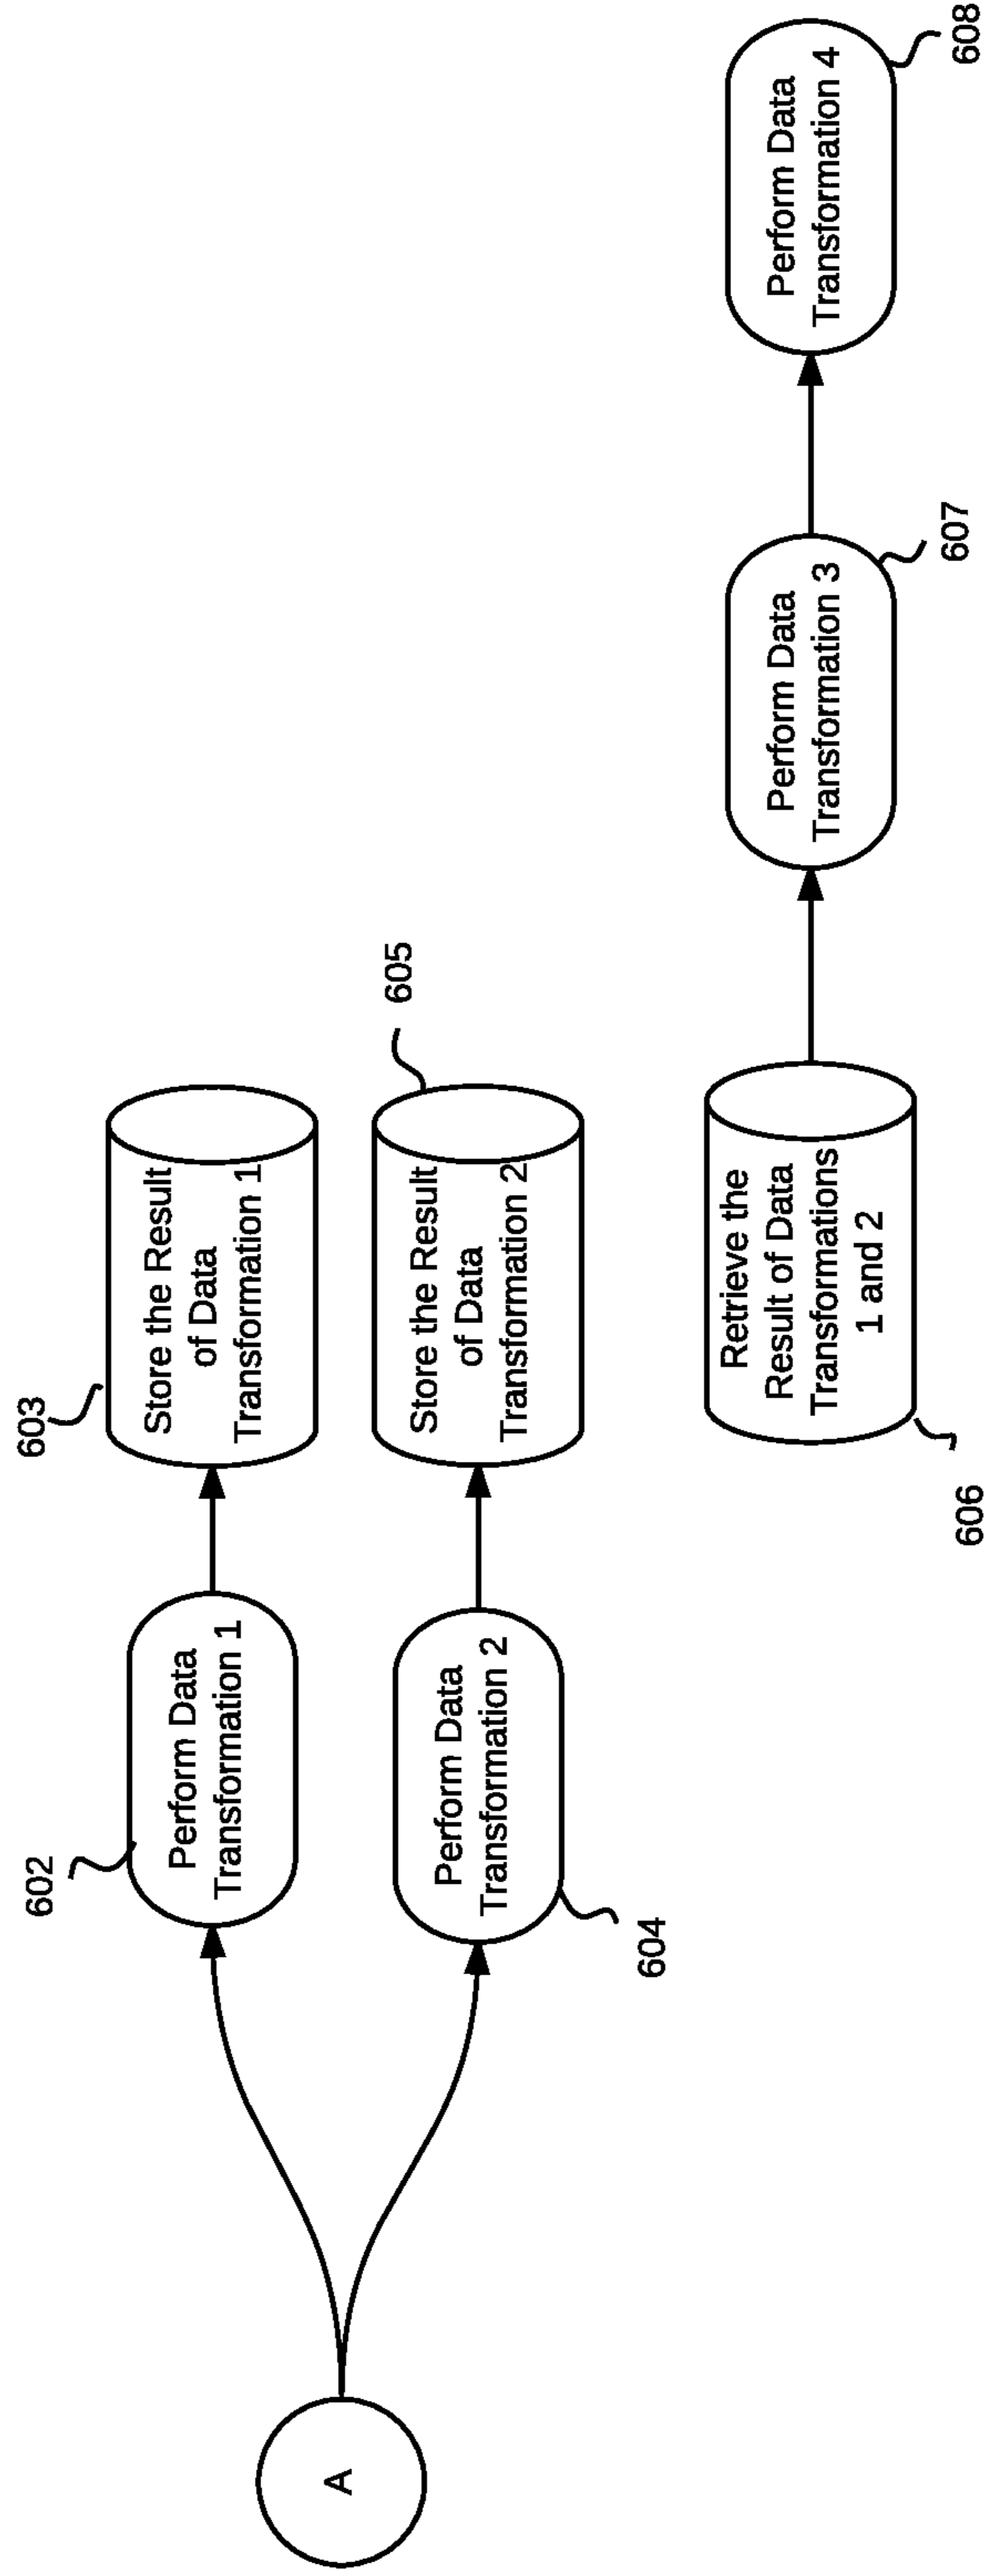 A
602
Perform Data
Transformation 1
603
Store the Result
of Data
Transformation 1
604
Perform Data
Transformation 2
605
Store the Result
of Data
Transformation 2
606
Retrieve the
Result of Data
Transformations
1 and 2
607
Perform Data
Transformation 3
608
Perform Data
Transformation 4